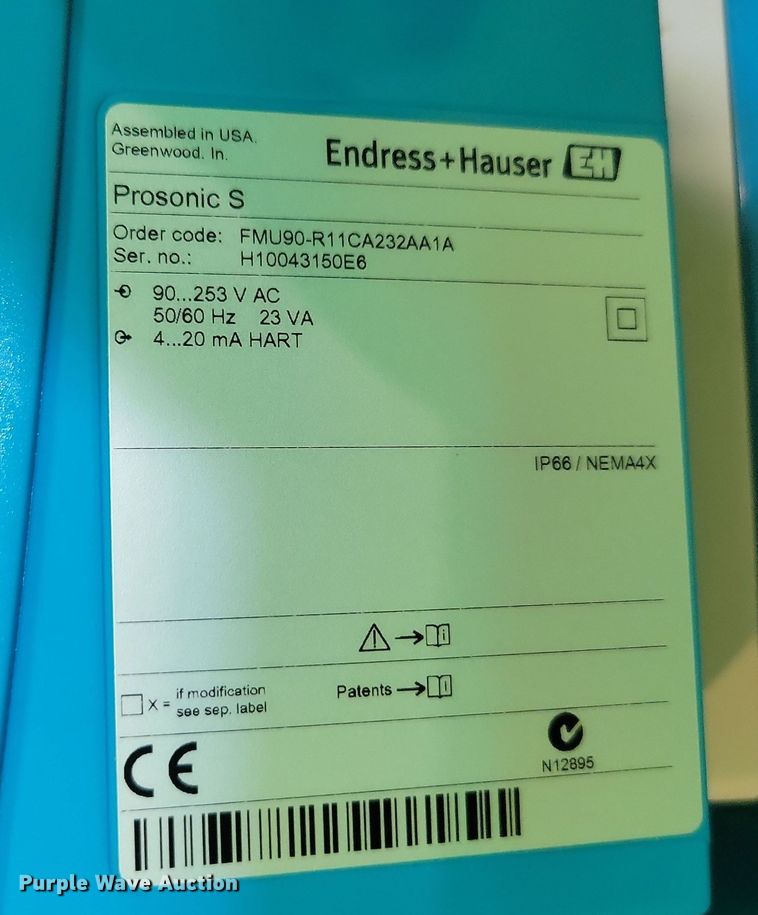 Assembled in USA.
Greenwood. In.
Endress+Hauser EH
Prosonic S
Order code: FMU90-R11CA232AA1A
Ser. no.: H10043150E6
90...253 V AC
50/60 Hz 23 VA
4...20 mA HART
IP66 / NEMA4X
i
X = if modification
see sep. label
Patents i
CE
N12895
Purple Wave Auction